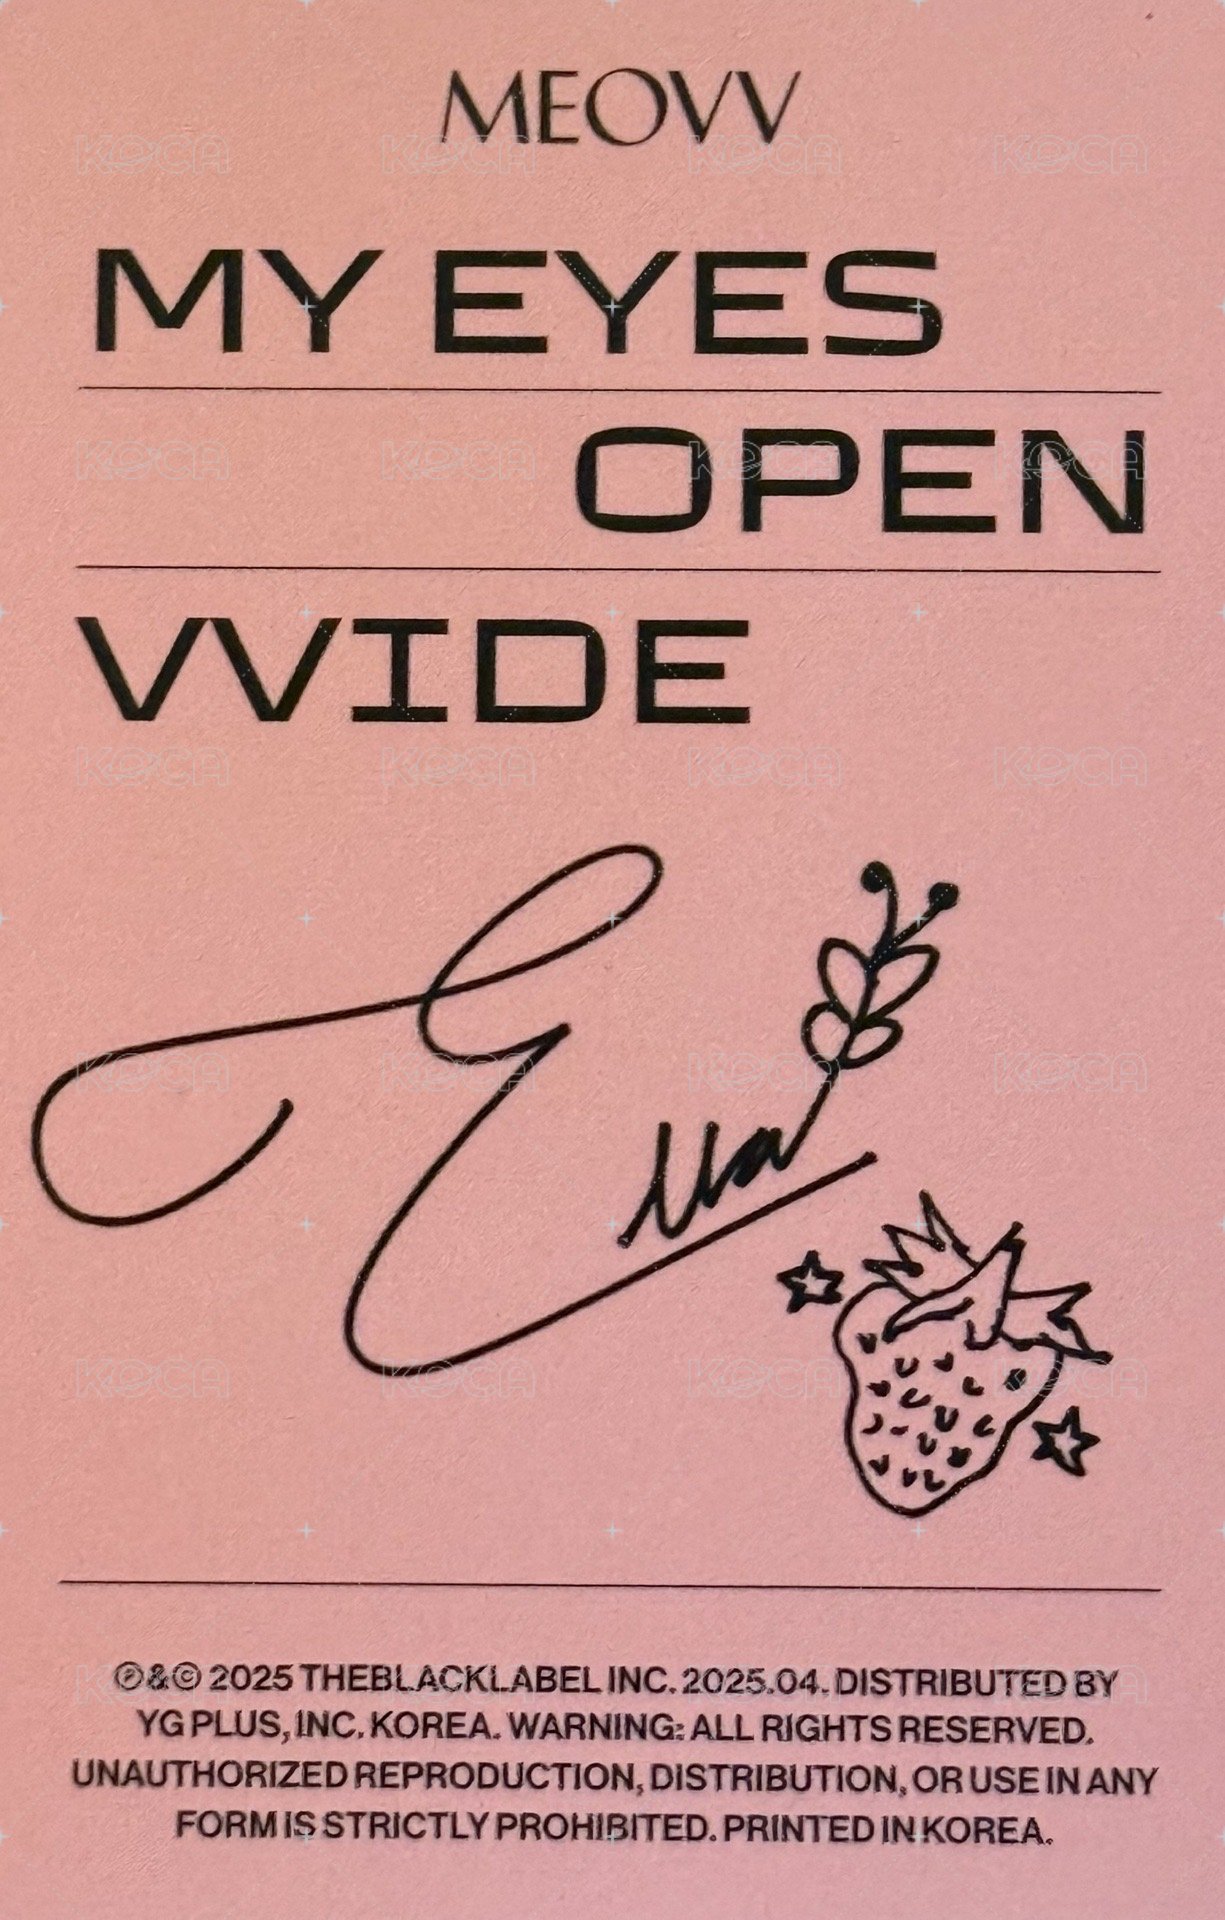 MEOVV
MY EYES
OPEN
VVIDE
Ella
℗&© 2025 THEBLACKLABEL INC. 2025.04. DISTRIBUTED BY
YG PLUS, INC. KOREA. WARNING: ALL RIGHTS RESERVED.
UNAUTHORIZED REPRODUCTION, DISTRIBUTION, OR USE IN ANY
FORM IS STRICTLY PROHIBITED. PRINTED IN KOREA.
KOCA